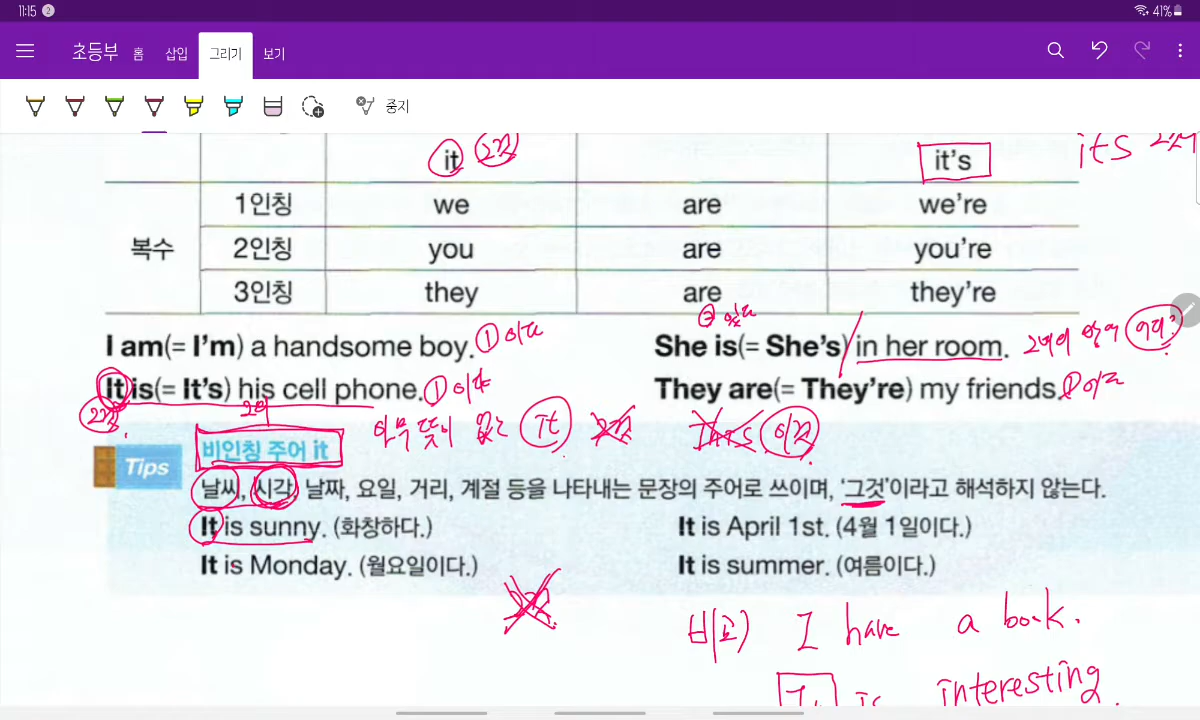 11:15 2 41%
초등부 홈 삽입 그리기 보기
중지
it 그것 it's its
복수 1인칭 we are we're
2인칭 you are you're
3인칭 they are they're
② 있다
I am(= I'm) a handsome boy. ① 이다 She is(= She's) in her room. 그녀의 방에
It is(= It's) his cell phone. ① 이다 They are(= They're) my friends. ① 이다
그것 아무 뜻이 없는 It 그것 This 이것
Tips 비인칭 주어 it
날씨, 시각, 날짜, 요일, 거리, 계절 등을 나타내는 문장의 주어로 쓰이며, '그것'이라고 해석하지 않는다.
It is sunny. (화창하다.) It is April 1st. (4월 1일이다.)
It is Monday. (월요일이다.) It is summer. (여름이다.)
비교) I have a book.
It is interesting.